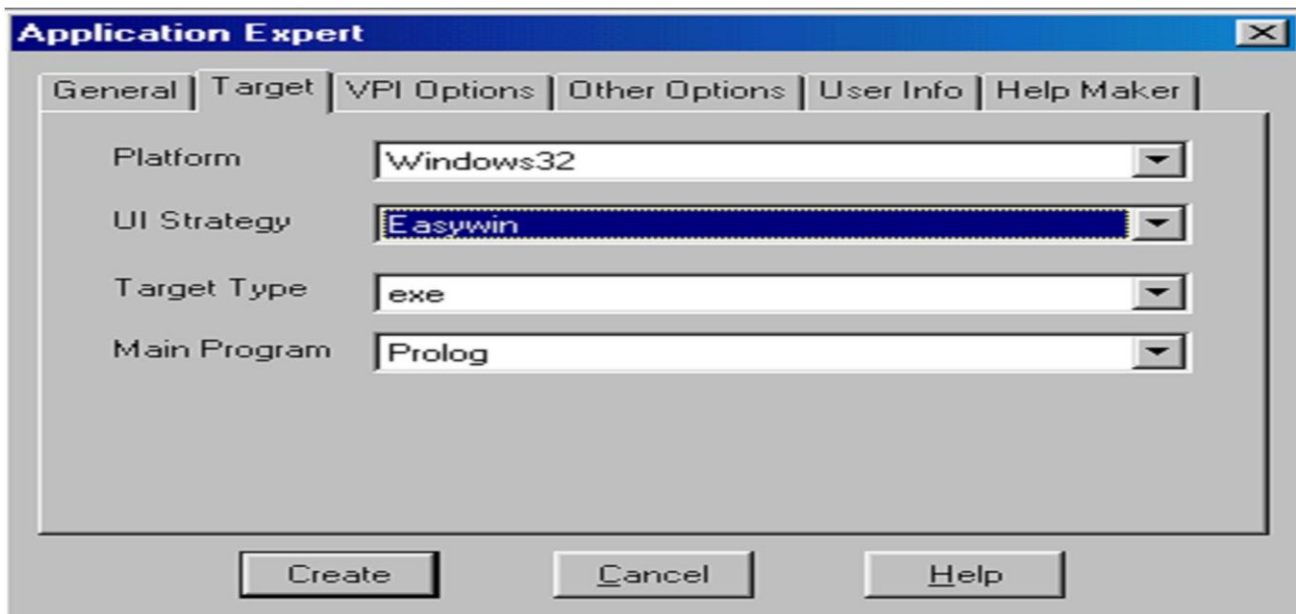 Application Expert
General Target VPI Options Other Options User Info Help Maker
Platform Windows32
UI Strategy Easywin
Target Type exe
Main Program Prolog
Create Cancel Help